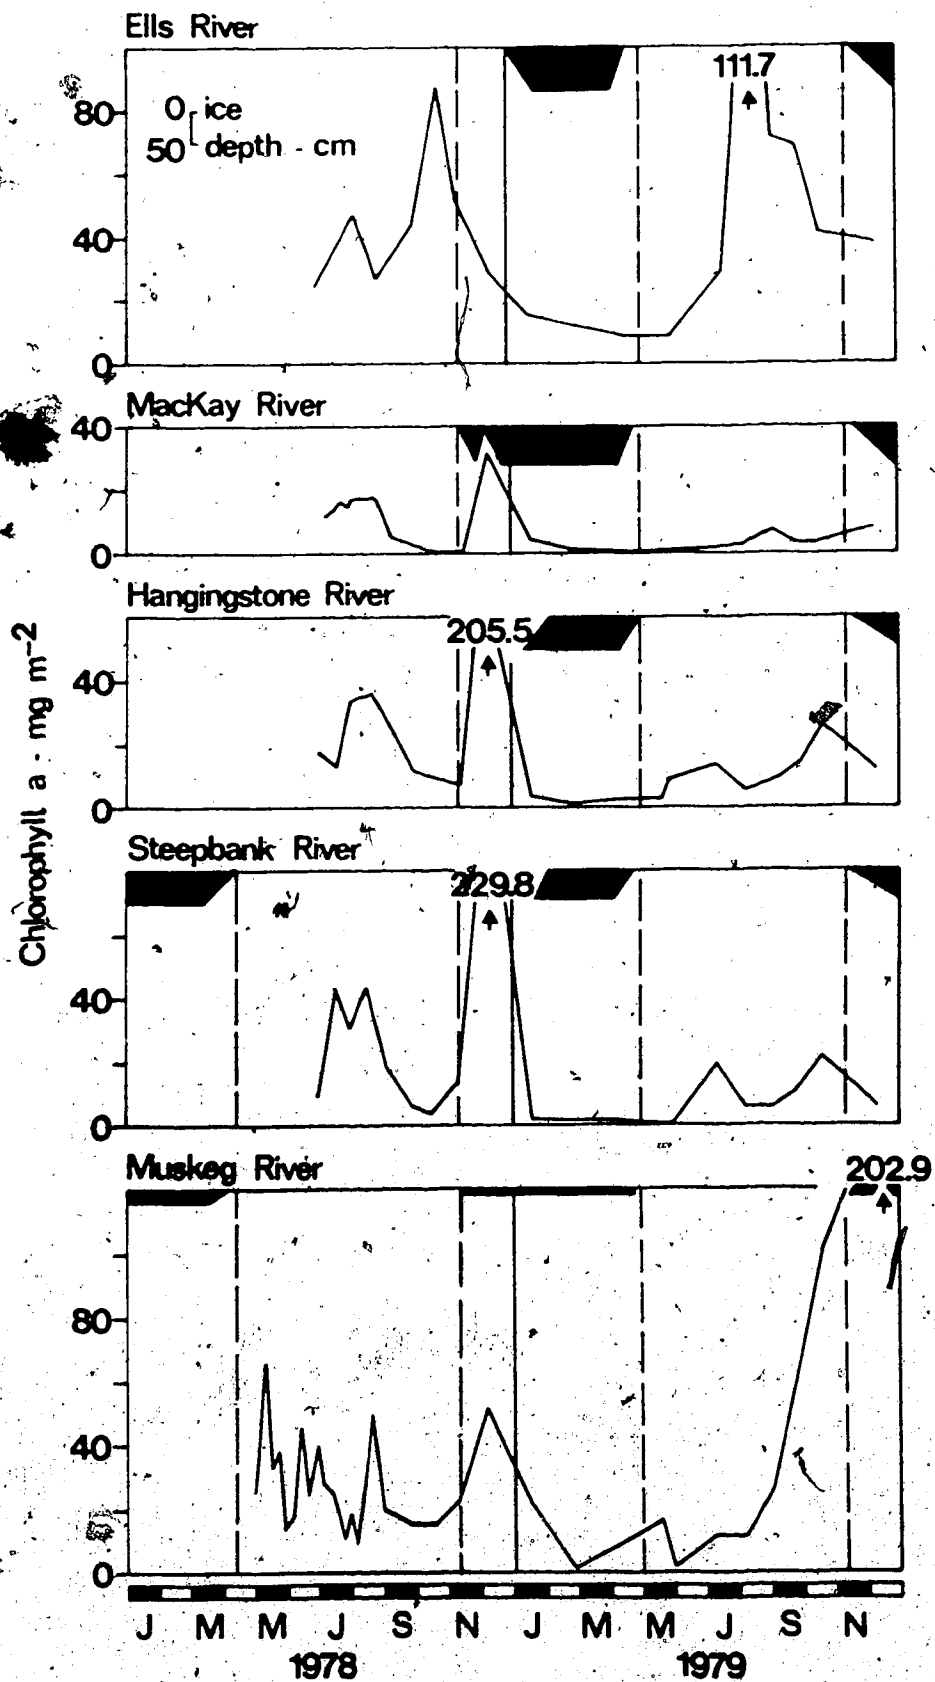 Ells River
111.7
0 ice
50 depth - cm
80
40
0
MacKay River
40
0
Hangingstone River
205.5
40
0
Chlorophyll a - mg m⁻²
Steepbank River
229.8
40
0
Muskeg River
202.9
80
40
0
J M M J S N J M M J S N
1978 1979